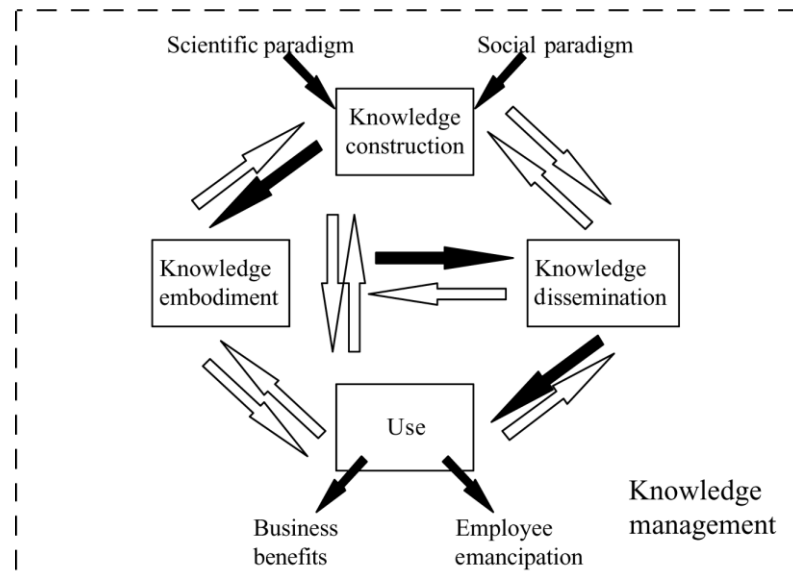 Scientific paradigm
Social paradigm
Knowledge
construction
Knowledge
embodiment
Knowledge
dissemination
Use
Business
benefits
Employee
emancipation
Knowledge
management